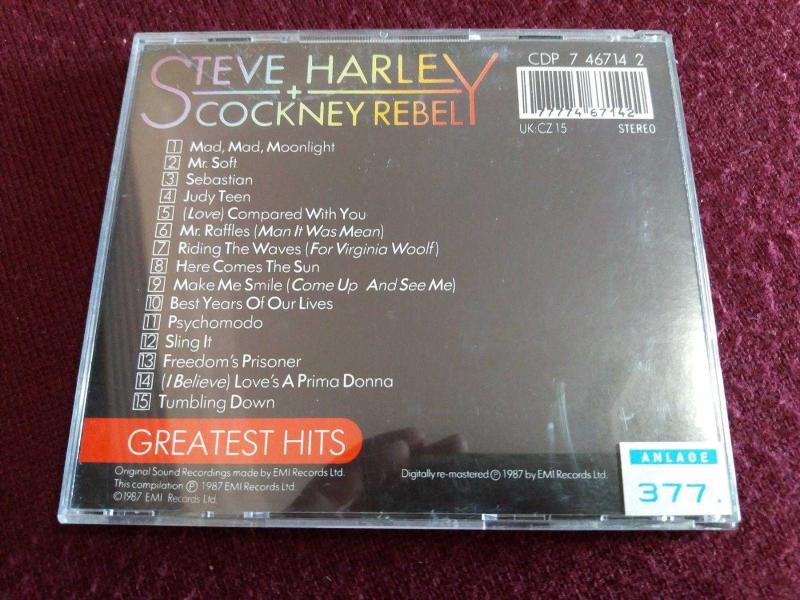 STEVE HARLEY
+
COCKNEY REBEL
CDP 7 46714 2
77774 67142
UK: CZ 15 STEREO
1 Mad, Mad, Moonlight
2 Mr. Soft
3 Sebastian
4 Judy Teen
5 (Love) Compared With You
6 Mr. Raffles (Man It Was Mean)
7 Riding The Waves (For Virginia Woolf)
8 Here Comes The Sun
9 Make Me Smile (Come Up And See Me)
10 Best Years Of Our Lives
11 Psychomodo
12 Sling It
13 Freedom's Prisoner
14 (I Believe) Love's A Prima Donna
15 Tumbling Down
GREATEST HITS
Original Sound Recordings made by EMI Records Ltd.
This compilation ℗ 1987 EMI Records Ltd.
©1987 EMI Records Ltd.
Digitally re-mastered ℗ 1987 by EMI Records Ltd.
ANLAGE
377.